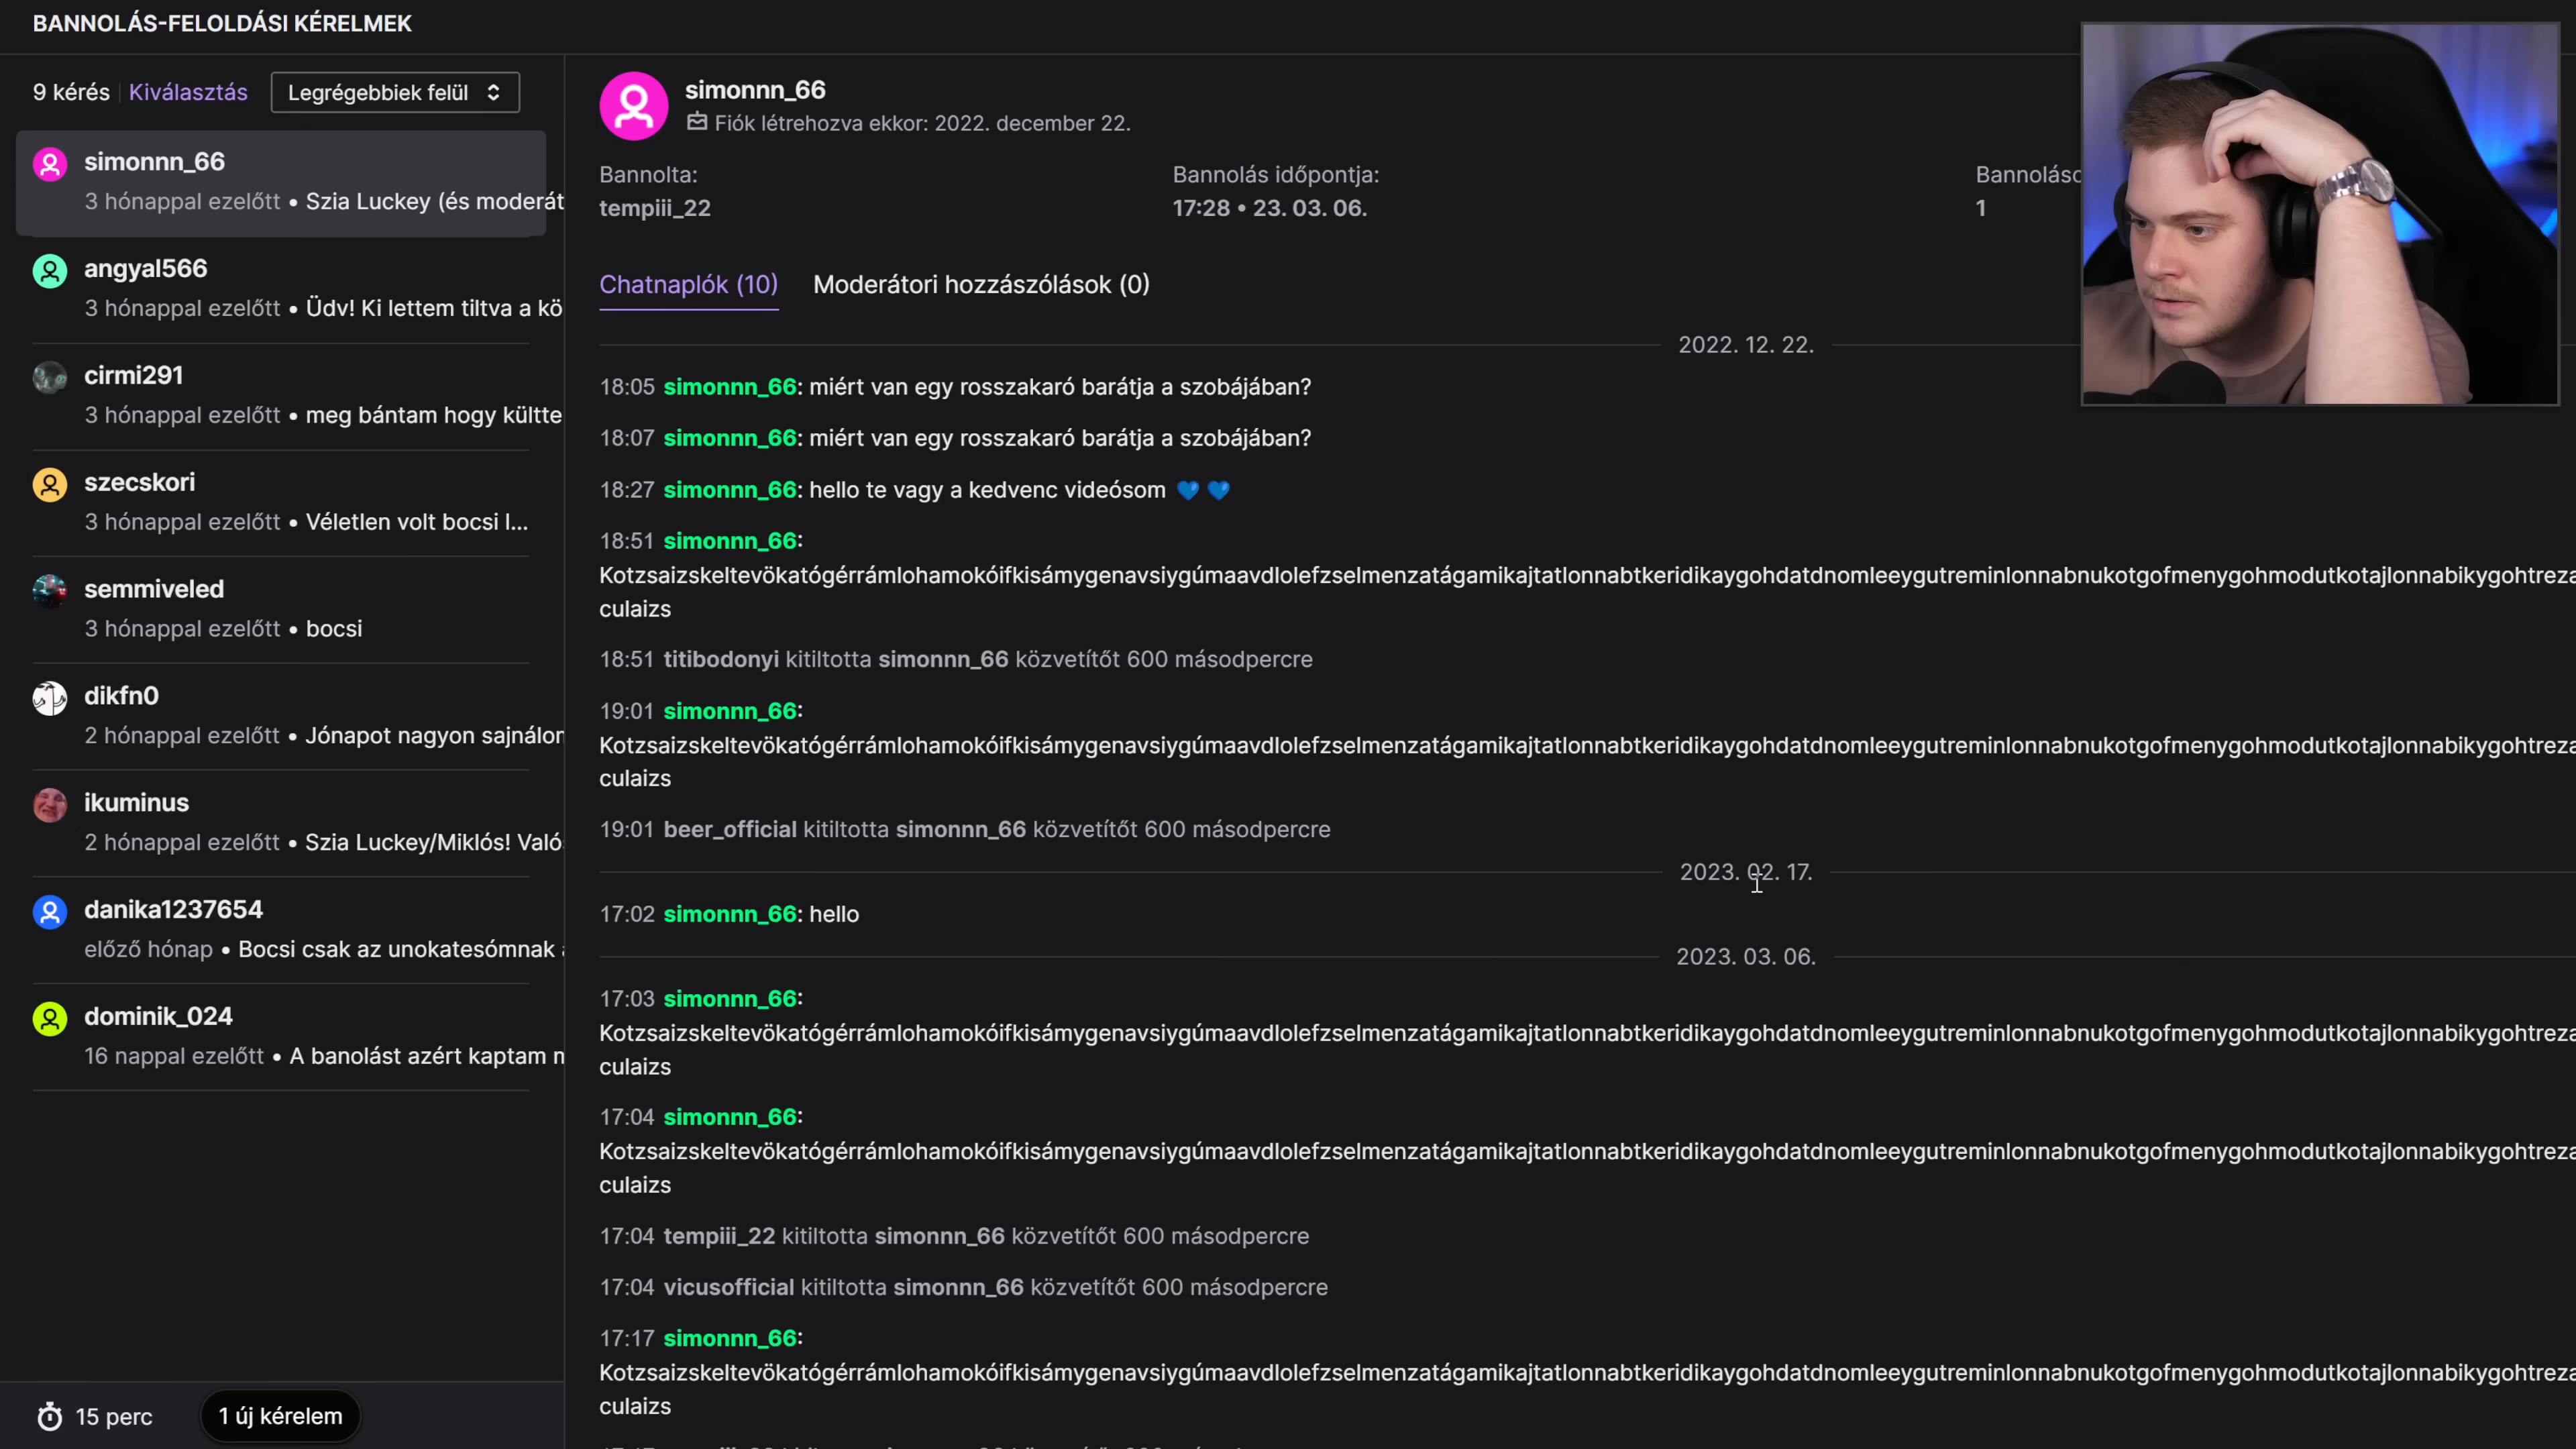 BANNOLÁS-FELOLDÁSI KÉRELMEK
9 kérés
Kiválasztás
Legrégebbiek felül
simonnn_66
3 hónappal ezelőtt • Szia Luckey (és moderát
angyal566
3 hónappal ezelőtt • Üdv! Ki lettem tiltva a kö
cirmi291
3 hónappal ezelőtt • meg bántam hogy kültte
szecskori
3 hónappal ezelőtt • Véletlen volt bocsi l...
semmiveled
3 hónappal ezelőtt • bocsi
dikfn0
2 hónappal ezelőtt • Jónapot nagyon sajnálom
ikuminus
2 hónappal ezelőtt • Szia Luckey/Miklós! Való
danika1237654
előző hónap • Bocsi csak az unokatesómnak a
dominik_024
16 nappal ezelőtt • A banolást azért kaptam m
15 perc
1 új kérelem
simonnn_66
Fiók létrehozva ekkor: 2022. december 22.
Bannolta:
tempiii_22
Bannolás időpontja:
17:28 • 23. 03. 06.
Bannolásc
1
Chatnaplók (10)
Moderátori hozzászólások (0)
2022. 12. 22.
18:05 simonnn_66: miért van egy rosszakaró barátja a szobájában?
18:07 simonnn_66: miért van egy rosszakaró barátja a szobájában?
18:27 simonnn_66: hello te vagy a kedvenc videósom 💙 💙
18:51 simonnn_66:
Kotzsaizskeltevökatógérrámlohamokóifkisámygenavsiygúmaavdlolefzselmenzatágamikajtatlonnabtkeridikaygohdatdnomleeygutreminlonnabnukotgofmenygohmodutkotajlonnabikygohtreza
culaizs
18:51 titibodonyi kitiltotta simonnn_66 közvetítőt 600 másodpercre
19:01 simonnn_66:
Kotzsaizskeltevökatógérrámlohamokóifkisámygenavsiygúmaavdlolefzselmenzatágamikajtatlonnabtkeridikaygohdatdnomleeygutreminlonnabnukotgofmenygohmodutkotajlonnabikygohtreza
culaizs
19:01 beer_official kitiltotta simonnn_66 közvetítőt 600 másodpercre
2023. 02. 17.
17:02 simonnn_66: hello
2023. 03. 06.
17:03 simonnn_66:
Kotzsaizskeltevökatógérrámlohamokóifkisámygenavsiygúmaavdlolefzselmenzatágamikajtatlonnabtkeridikaygohdatdnomleeygutreminlonnabnukotgofmenygohmodutkotajlonnabikygohtreza
culaizs
17:04 simonnn_66:
Kotzsaizskeltevökatógérrámlohamokóifkisámygenavsiygúmaavdlolefzselmenzatágamikajtatlonnabtkeridikaygohdatdnomleeygutreminlonnabnukotgofmenygohmodutkotajlonnabikygohtreza
culaizs
17:04 tempiii_22 kitiltotta simonnn_66 közvetítőt 600 másodpercre
17:04 vicusofficial kitiltotta simonnn_66 közvetítőt 600 másodpercre
17:17 simonnn_66:
Kotzsaizskeltevökatógérrámlohamokóifkisámygenavsiygúmaavdlolefzselmenzatágamikajtatlonnabtkeridikaygohdatdnomleeygutreminlonnabnukotgofmenygohmodutkotajlonnabikygohtreza
culaizs